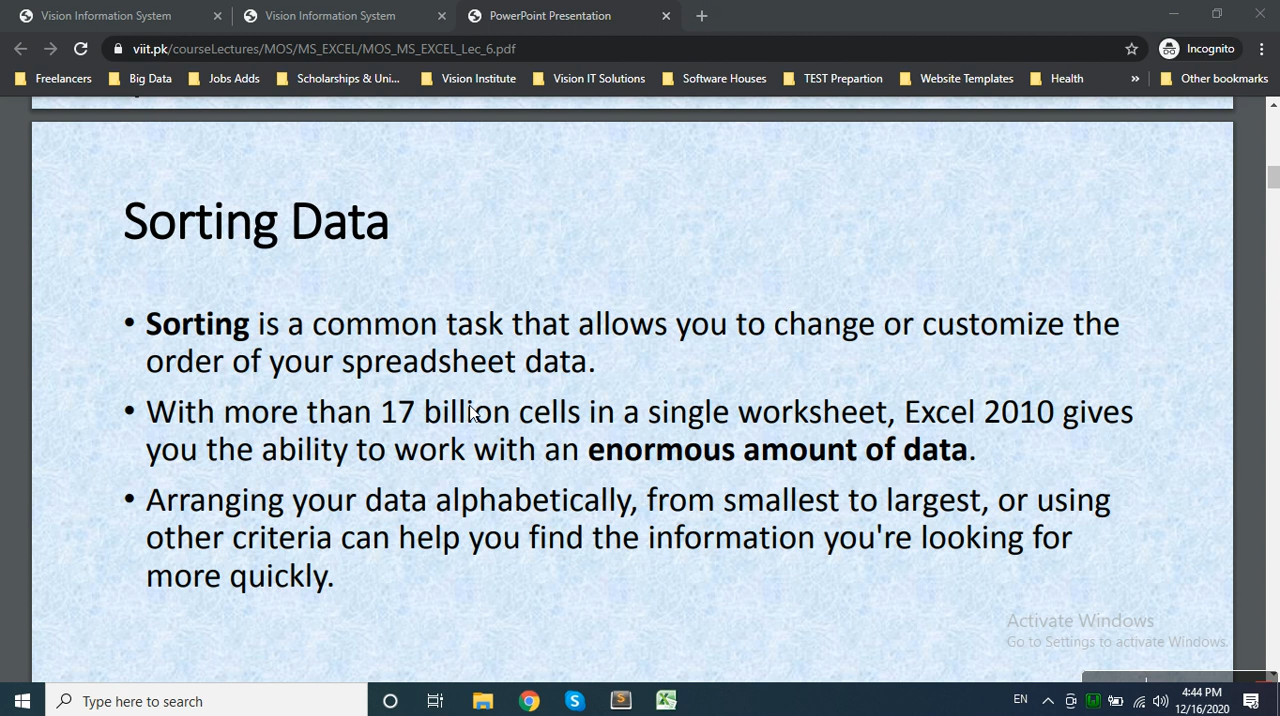 Vision Information System
Vision Information System
PowerPoint Presentation
viit.pk/courseLectures/MOS/MS_EXCEL/MOS_MS_EXCEL_Lec_6.pdf
Incognito
Freelancers
Big Data
Jobs Adds
Scholarships & Uni...
Vision Institute
Vision IT Solutions
Software Houses
TEST Prepartion
Website Templates
Health
»
Other bookmarks
Sorting Data
• Sorting is a common task that allows you to change or customize the
order of your spreadsheet data.
• With more than 17 billion cells in a single worksheet, Excel 2010 gives
you the ability to work with an enormous amount of data.
• Arranging your data alphabetically, from smallest to largest, or using
other criteria can help you find the information you're looking for
more quickly.
Activate Windows
Go to Settings to activate Windows.
Type here to search
EN
4:44 PM
12/16/2020